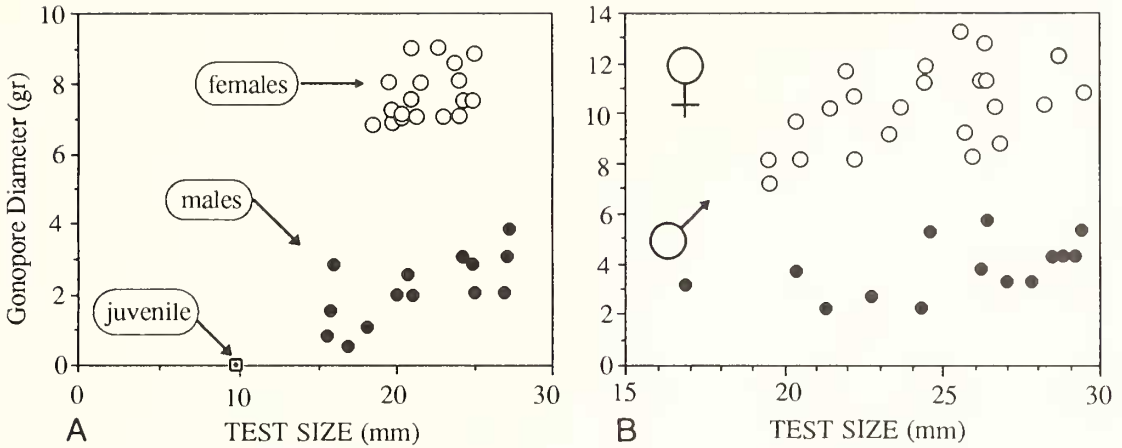 Gonopore Diameter (gr)
10
8
6
4
2
0
females
males
juvenile
0 10 20 30
A TEST SIZE (mm)
14
12
10
8
6
4
2
0
♀
♂
15 20 25 30
B TEST SIZE (mm)